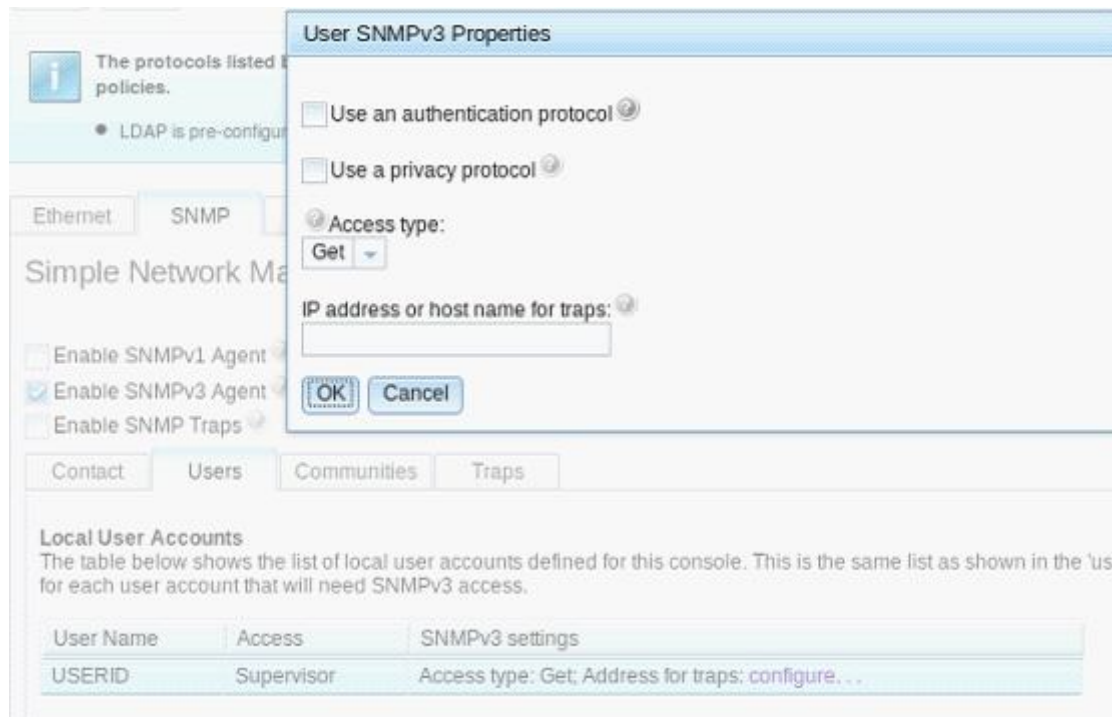 User SNMPv3 Properties
The protocols listed
policies.
LDAP is pre-configur
Use an authentication protocol
Use a privacy protocol
Access type:
Get
IP address or host name for traps:
OK Cancel
Ethernet SNMP
Simple Network Ma
Enable SNMPv1 Agent
Enable SNMPv3 Agent
Enable SNMP Traps
Contact Users Communities Traps
Local User Accounts
The table below shows the list of local user accounts defined for this console. This is the same list as shown in the 'us
for each user account that will need SNMPv3 access.
User Name Access SNMPv3 settings
USERID Supervisor Access type: Get; Address for traps: configure...